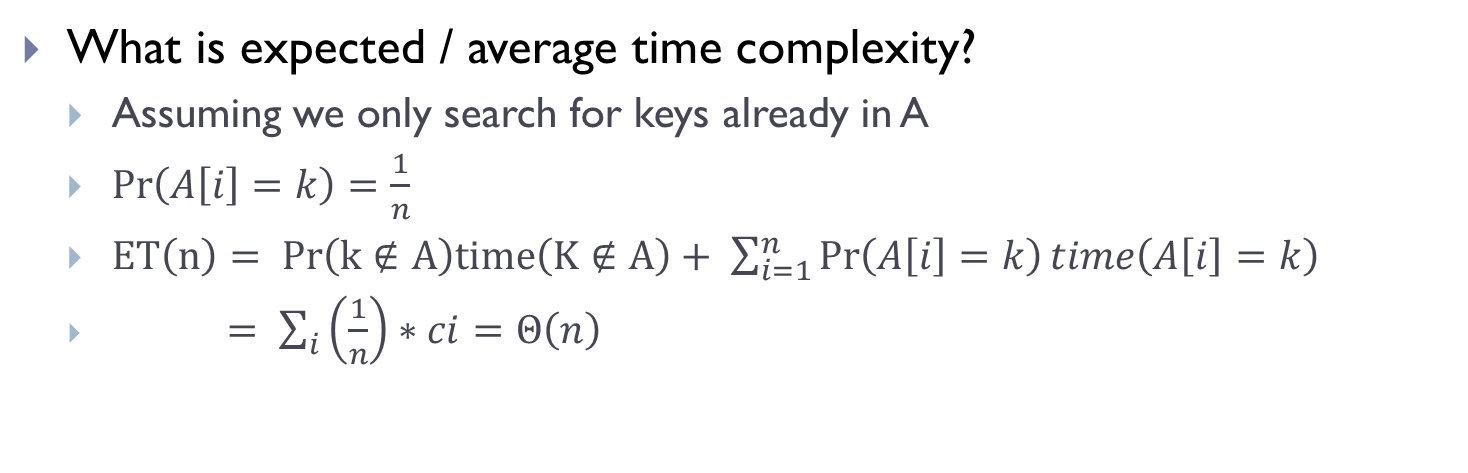 What is expected / average time complexity?
Assuming we only search for keys already in A
Pr(A[i] = k) = 1/n
ET(n) = Pr(k ∉ A)time(K ∉ A) + ∑ⁿᵢ₌₁ Pr(A[i] = k) time(A[i] = k)
= ∑ᵢ (1/n) ∗ ci = Θ(n)